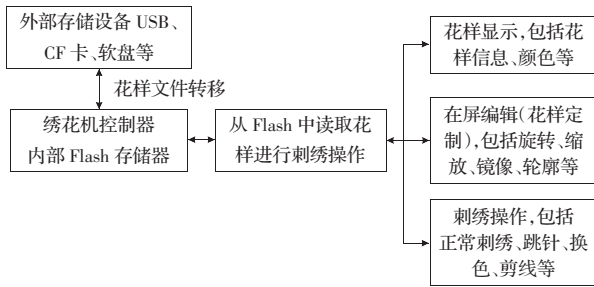 外部存储设备 USB、
CF 卡、软盘等
花样文件转移
绣花机控制器
内部 Flash 存储器
从 Flash 中读取花
样进行刺绣操作
花样显示,包括花
样信息、颜色等
在屏编辑(花样定
制),包括旋转、缩
放、镜像、轮廓等
刺绣操作,包括
正常刺绣、跳针、换
色、剪线等